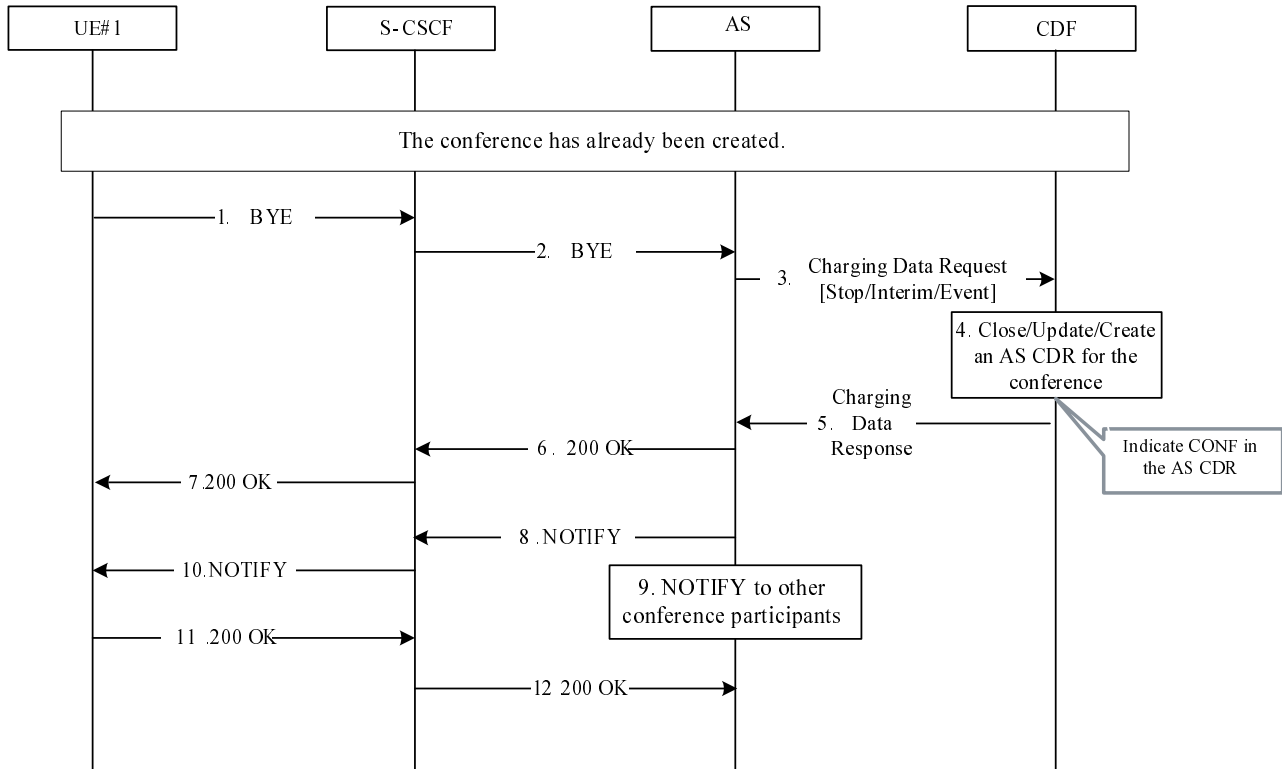 UE#1
S-CSCF
AS
CDF
The conference has already been created.
1. BYE
2. BYE
3. Charging Data Request
[Stop/Interim/Event]
4. Close/Update/Create
an AS CDR for the
conference
Charging
5. Data
Response
Indicate CONF in
the AS CDR
6. 200 OK
7.200 OK
8 .NOTIFY
10.NOTIFY
9. NOTIFY to other
conference participants
11 .200 OK
12 200 OK